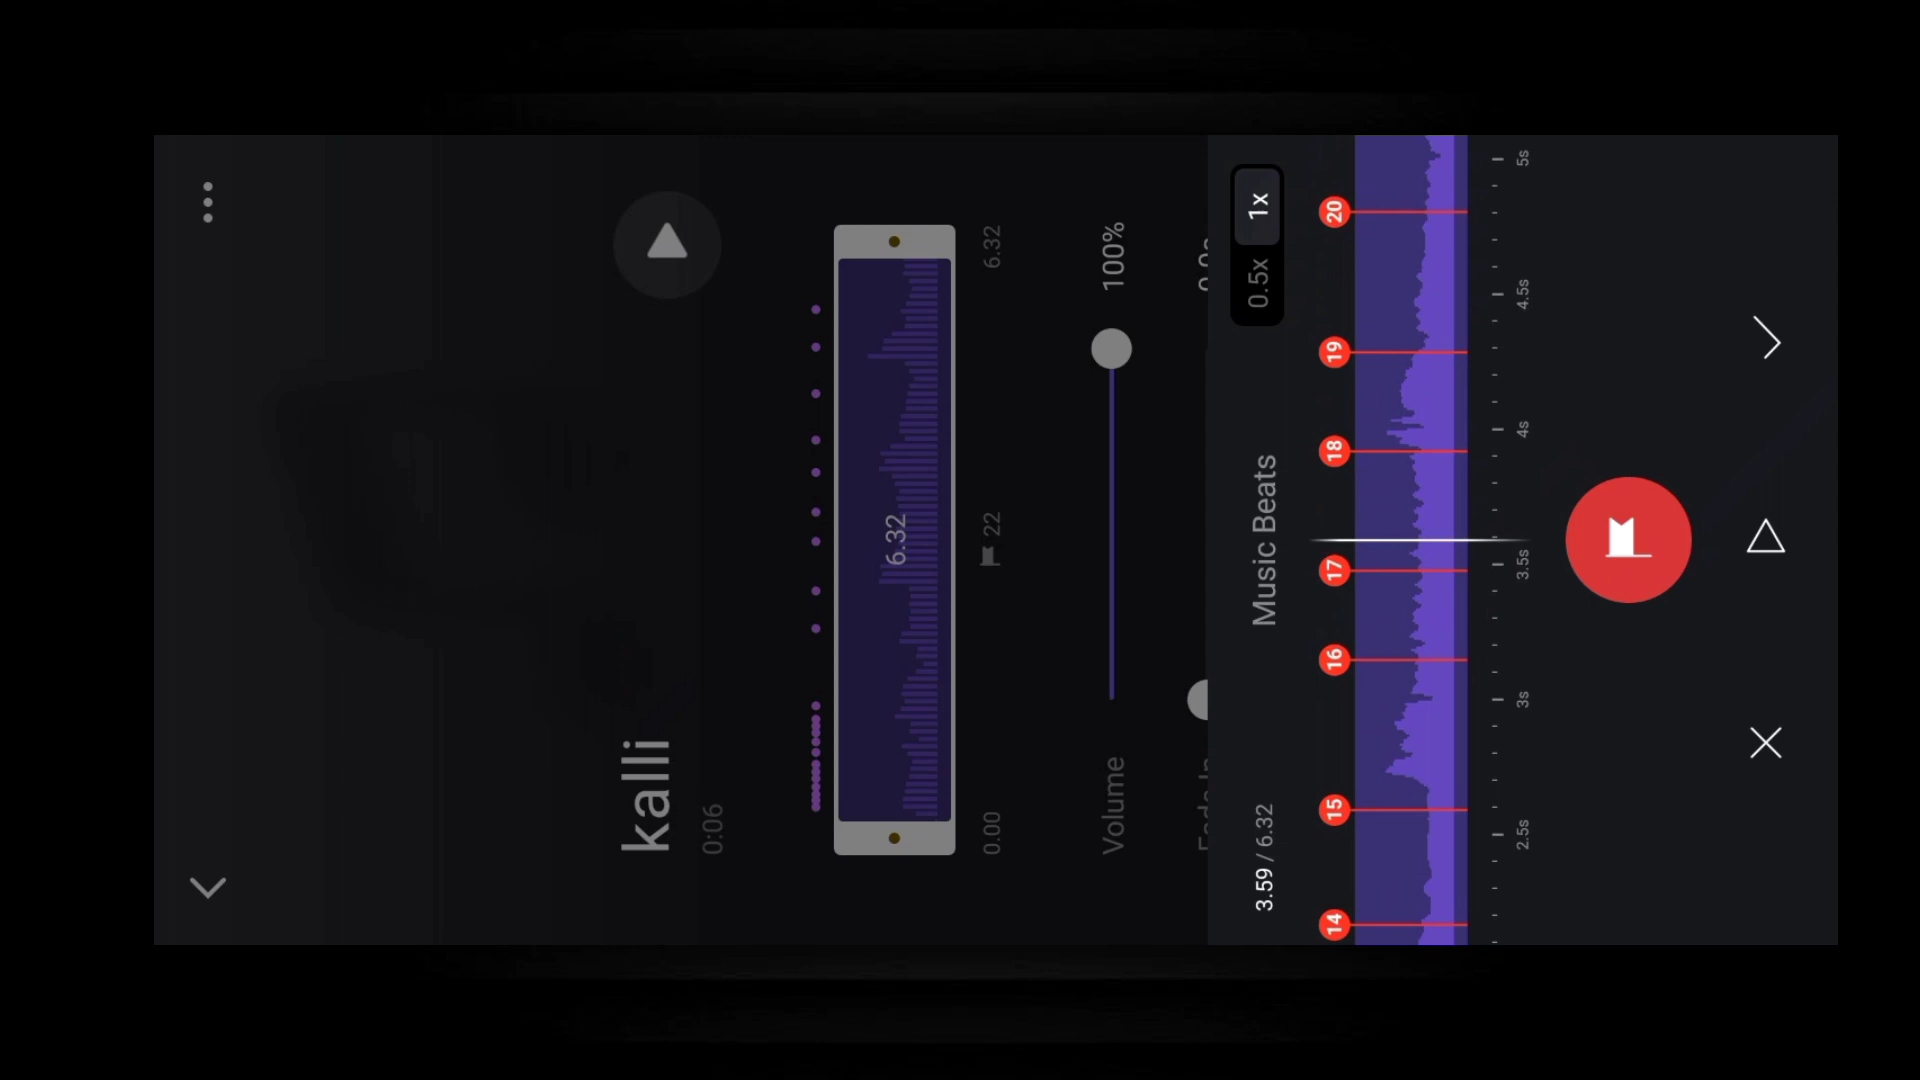 kalli
0:06
6.32
0.00
22
6.32
Volume
100%
3.59 / 6.32
Music Beats
0.5x
1x
14
15
16
17
18
19
20
2.5s
3s
3.5s
4s
4.5s
5s